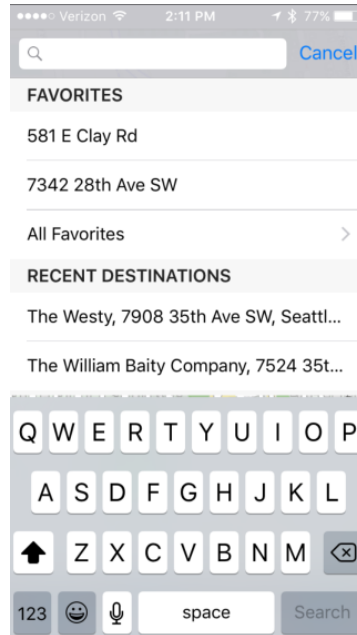 Verizon 2:11 PM 77%
Cancel
FAVORITES
581 E Clay Rd
7342 28th Ave SW
All Favorites
RECENT DESTINATIONS
The Westy, 7908 35th Ave SW, Seattl...
The William Baity Company, 7524 35t...
Q W E R T Y U I O P
A S D F G H J K L
Z X C V B N M
123 space Search